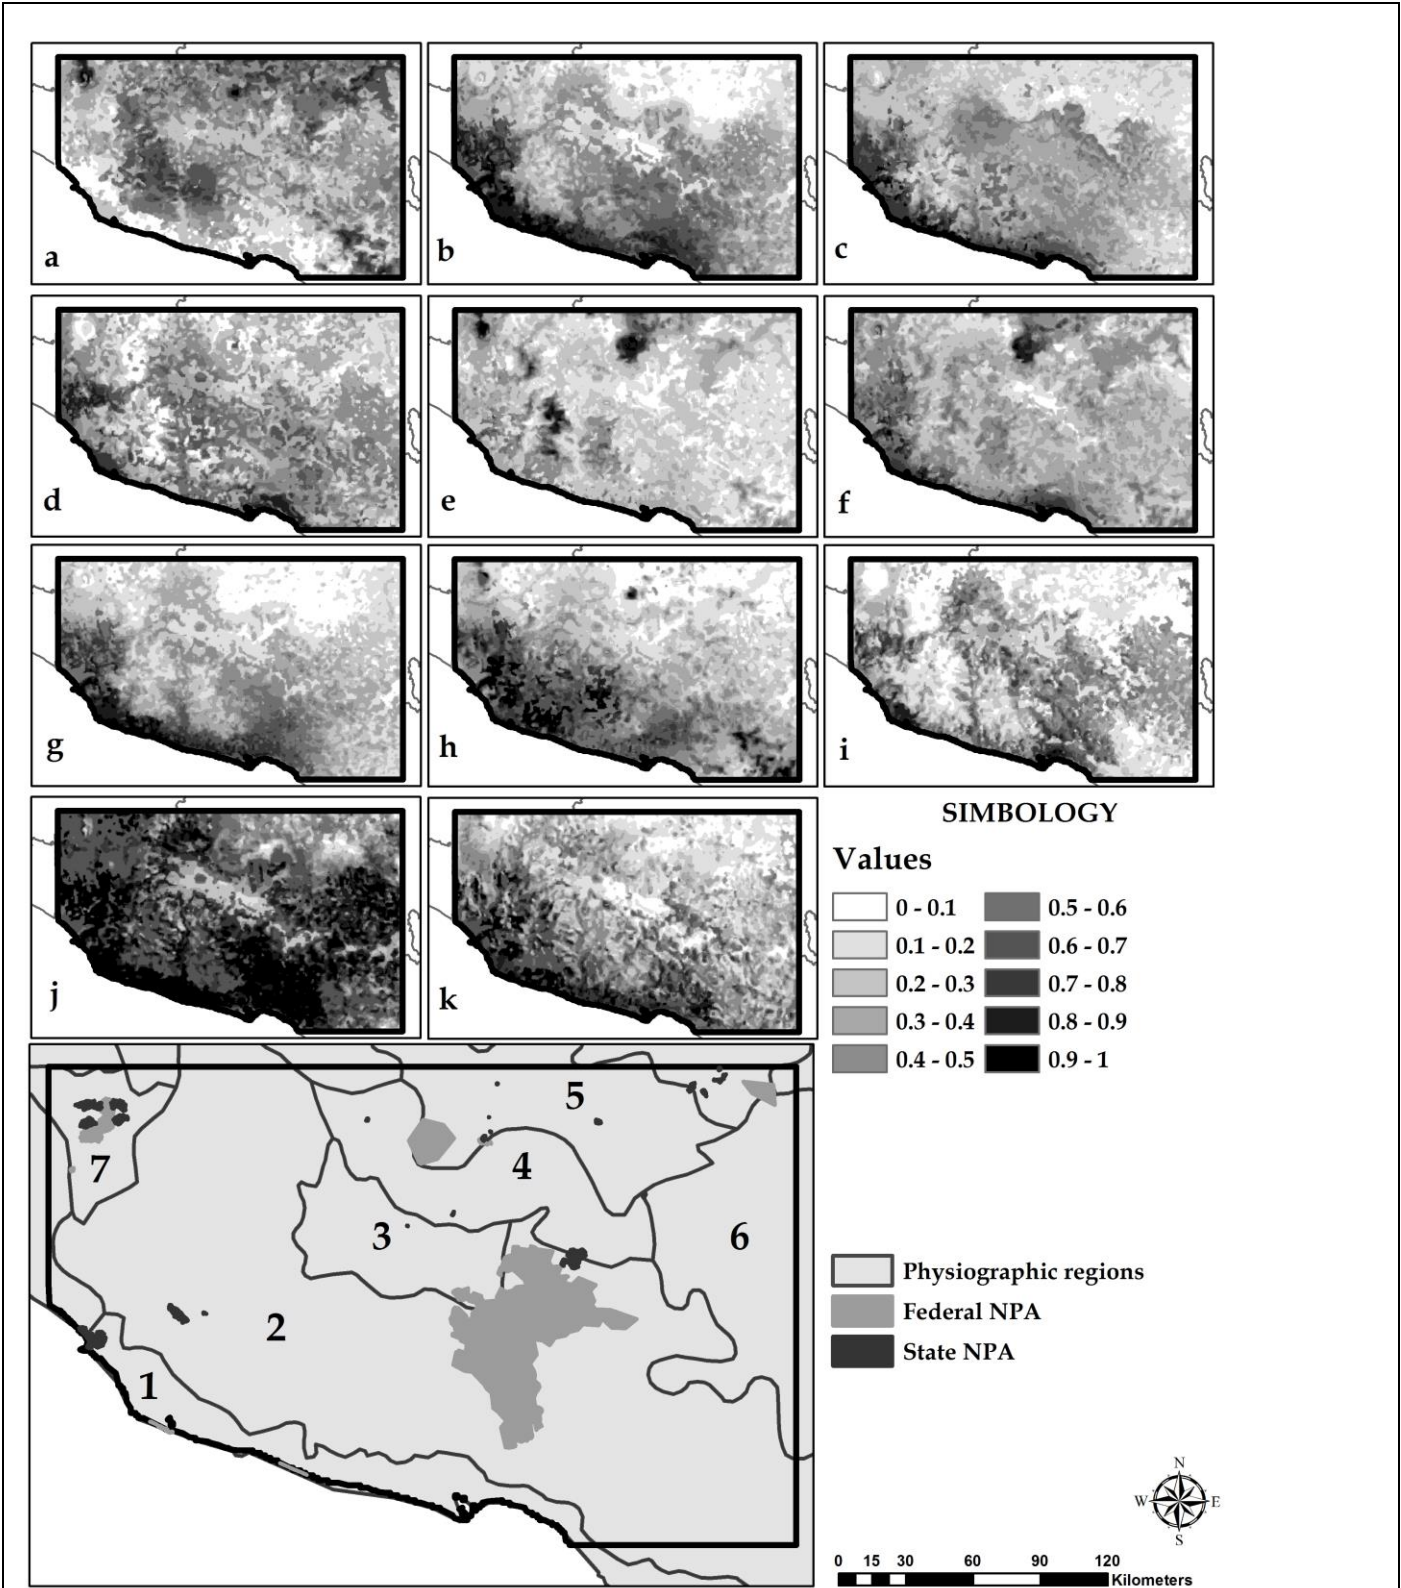 a
b
c
d
e
f
g
h
i
j
k
SIMBOLOGY
Values
0 - 0.1
0.5 - 0.6
0.1 - 0.2
0.6 - 0.7
0.2 - 0.3
0.7 - 0.8
0.3 - 0.4
0.8 - 0.9
0.4 - 0.5
0.9 - 1
5
7
4
3
6
2
1
Physiographic regions
Federal NPA
State NPA
N
W
E
S
0 15 30 60 90 120
Kilometers